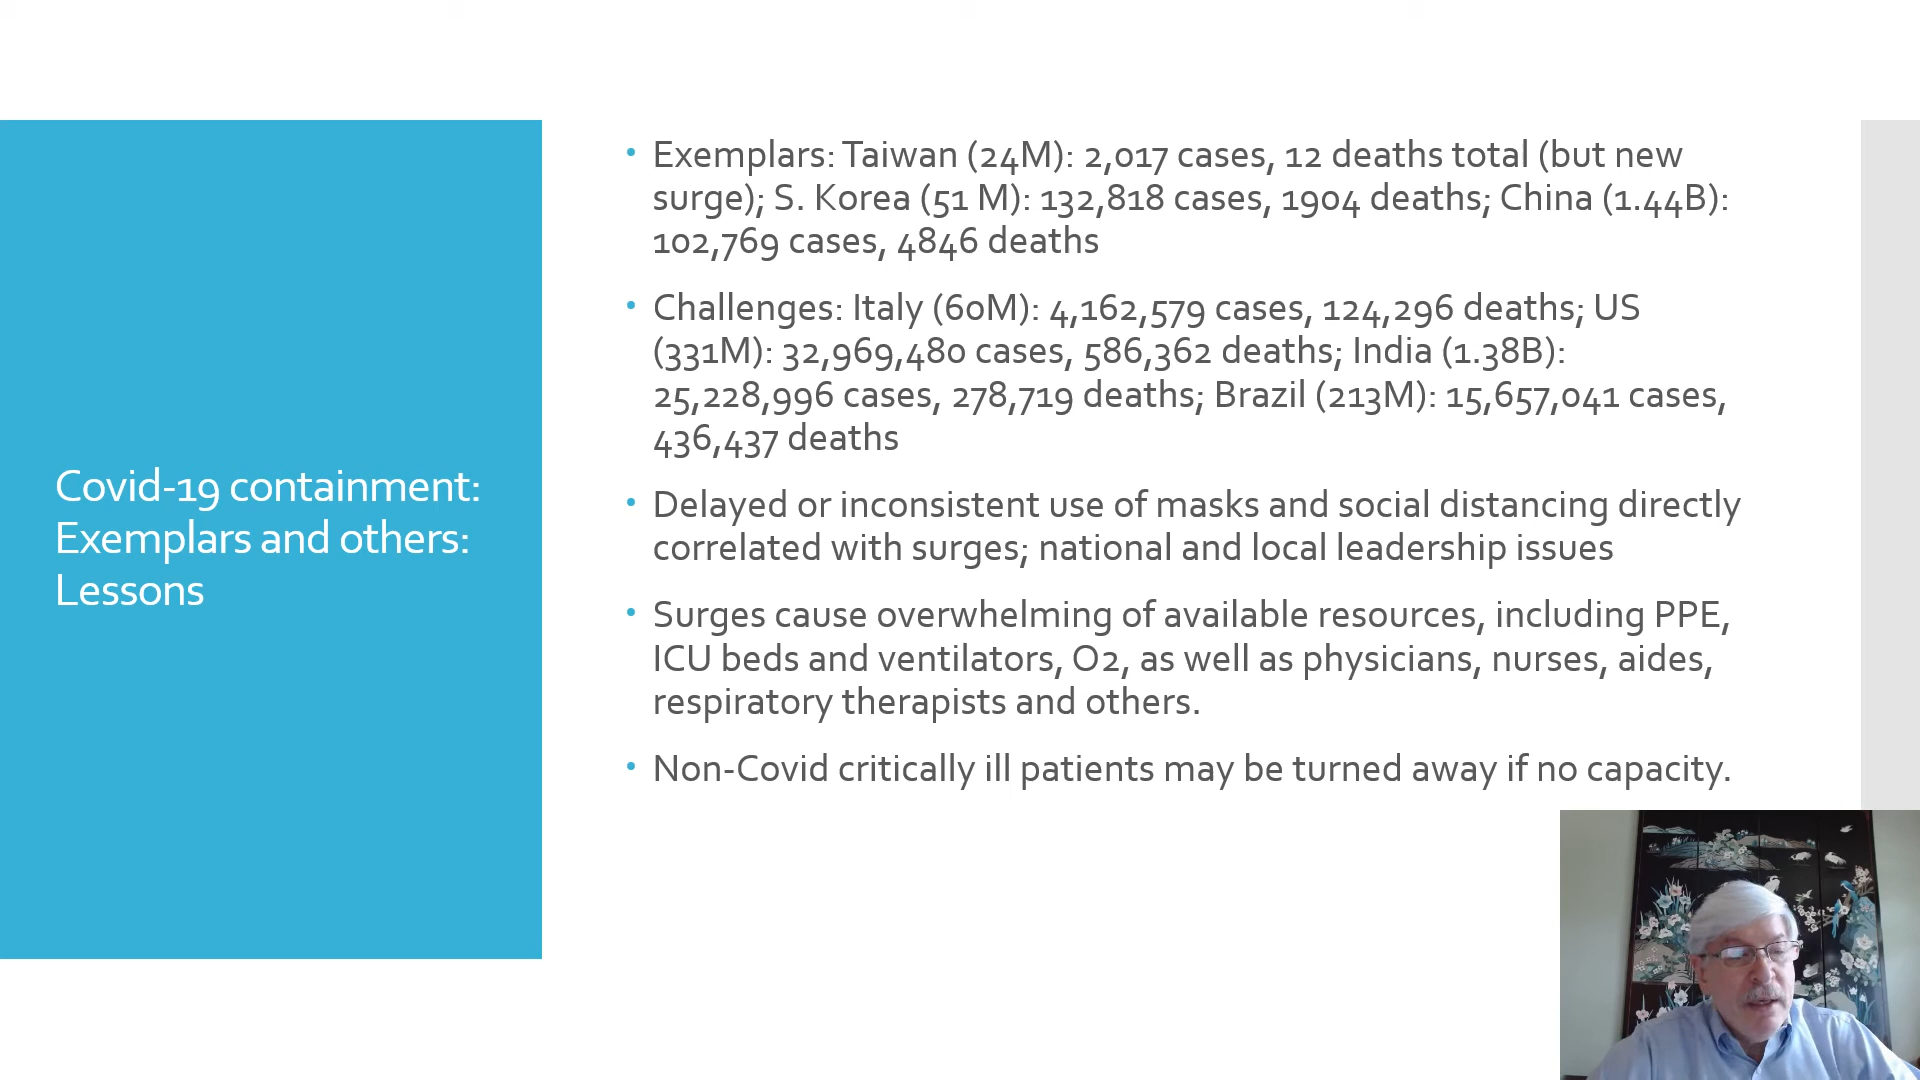 Covid-19 containment:
Exemplars and others:
Lessons
• Exemplars: Taiwan (24M): 2,017 cases, 12 deaths total (but new
surge); S. Korea (51 M): 132,818 cases, 1904 deaths; China (1.44B):
102,769 cases, 4846 deaths
• Challenges: Italy (60M): 4,162,579 cases, 124,296 deaths; US
(331M): 32,969,480 cases, 586,362 deaths; India (1.38B):
25,228,996 cases, 278,719 deaths; Brazil (213M): 15,657,041 cases,
436,437 deaths
• Delayed or inconsistent use of masks and social distancing directly
correlated with surges; national and local leadership issues
• Surges cause overwhelming of available resources, including PPE,
ICU beds and ventilators, O2, as well as physicians, nurses, aides,
respiratory therapists and others.
• Non-Covid critically ill patients may be turned away if no capacity.